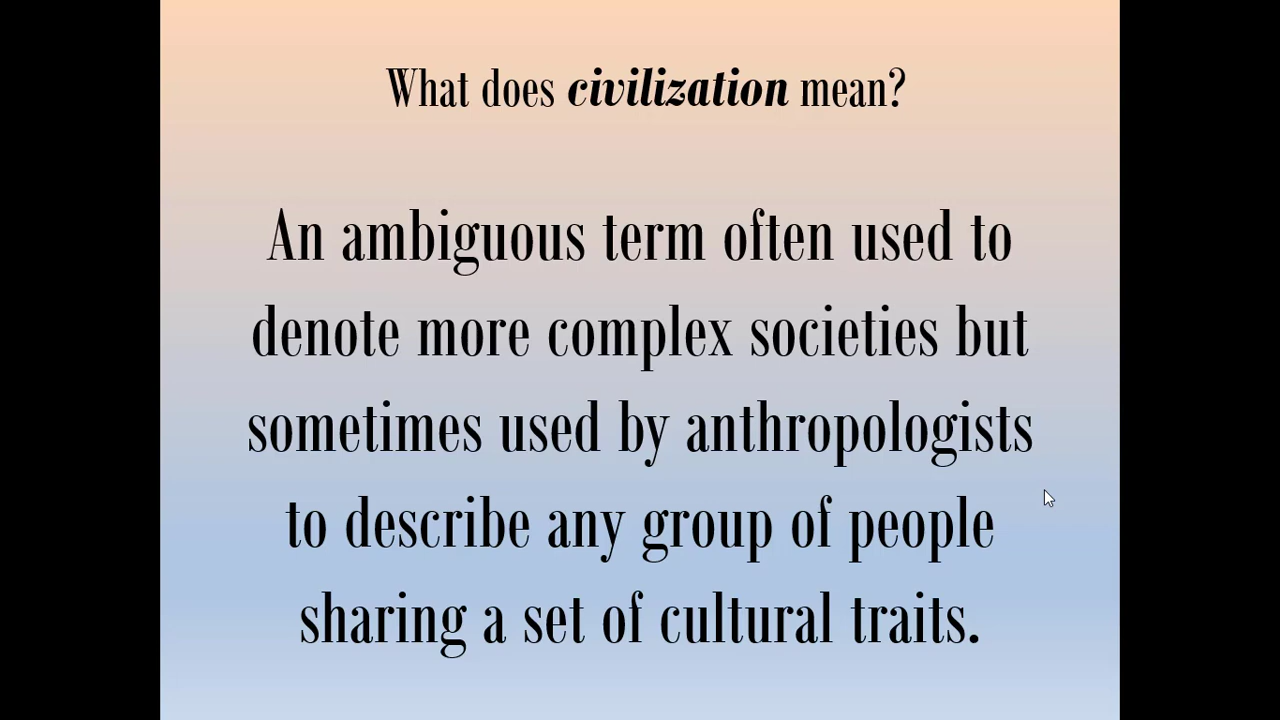 What does civilization mean?
An ambiguous term often used to
denote more complex societies but
sometimes used by anthropologists
to describe any group of people
sharing a set of cultural traits.